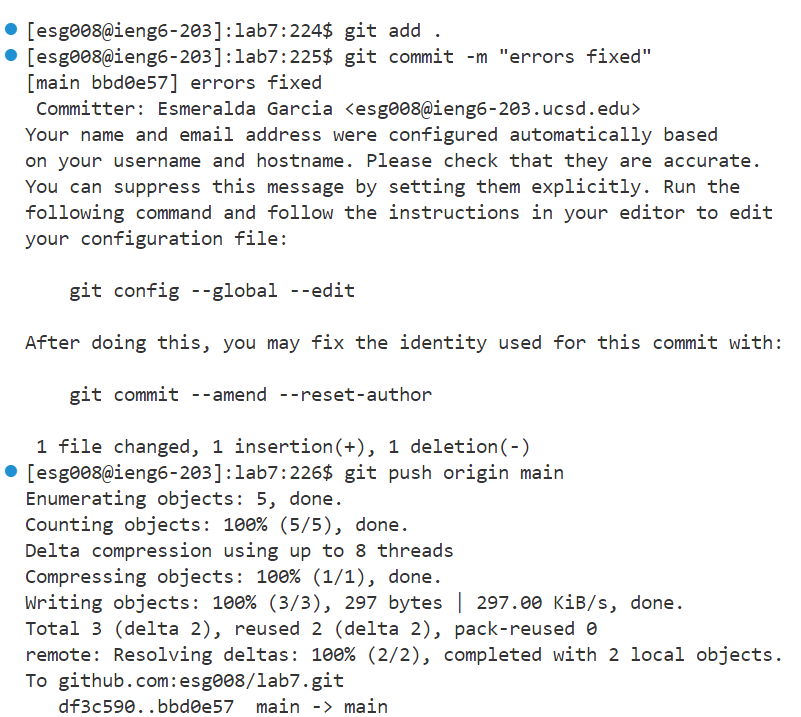 [esg008@ieng6-203]:lab7:224$ git add .
[esg008@ieng6-203]:lab7:225$ git commit -m "errors fixed"
[main bbd0e57] errors fixed
 Committer: Esmeralda Garcia <esg008@ieng6-203.ucsd.edu>
Your name and email address were configured automatically based
on your username and hostname. Please check that they are accurate.
You can suppress this message by setting them explicitly. Run the
following command and follow the instructions in your editor to edit
your configuration file:

    git config --global --edit

After doing this, you may fix the identity used for this commit with:

    git commit --amend --reset-author

 1 file changed, 1 insertion(+), 1 deletion(-)
[esg008@ieng6-203]:lab7:226$ git push origin main
Enumerating objects: 5, done.
Counting objects: 100% (5/5), done.
Delta compression using up to 8 threads
Compressing objects: 100% (1/1), done.
Writing objects: 100% (3/3), 297 bytes | 297.00 KiB/s, done.
Total 3 (delta 2), reused 2 (delta 2), pack-reused 0
remote: Resolving deltas: 100% (2/2), completed with 2 local objects.
To github.com:esg008/lab7.git
   df3c590..bbd0e57  main -> main